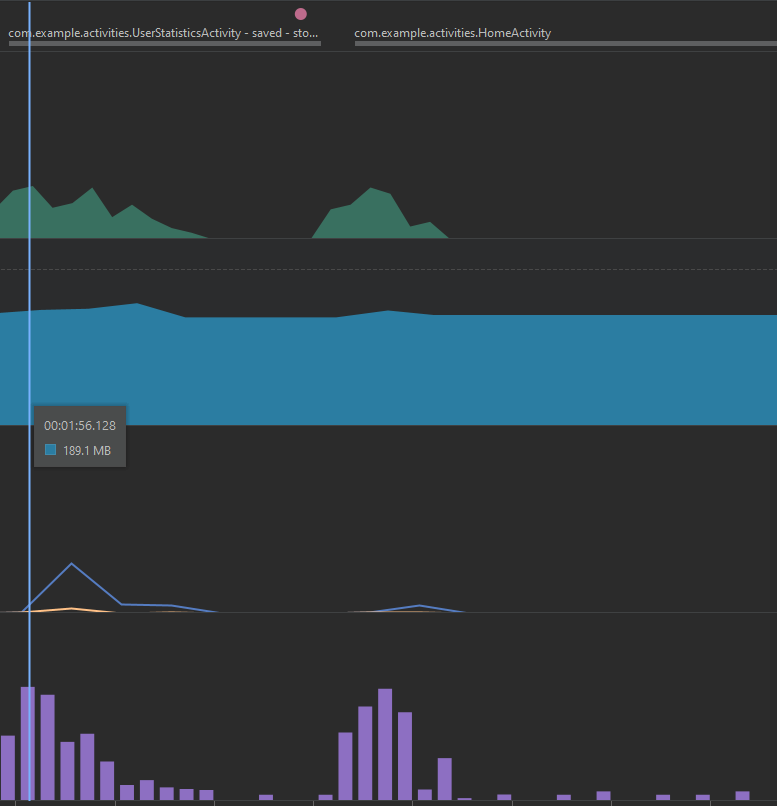 com.example.activities.UserStatisticsActivity - saved - sto...
com.example.activities.HomeActivity
00:01:56.128
189.1 MB